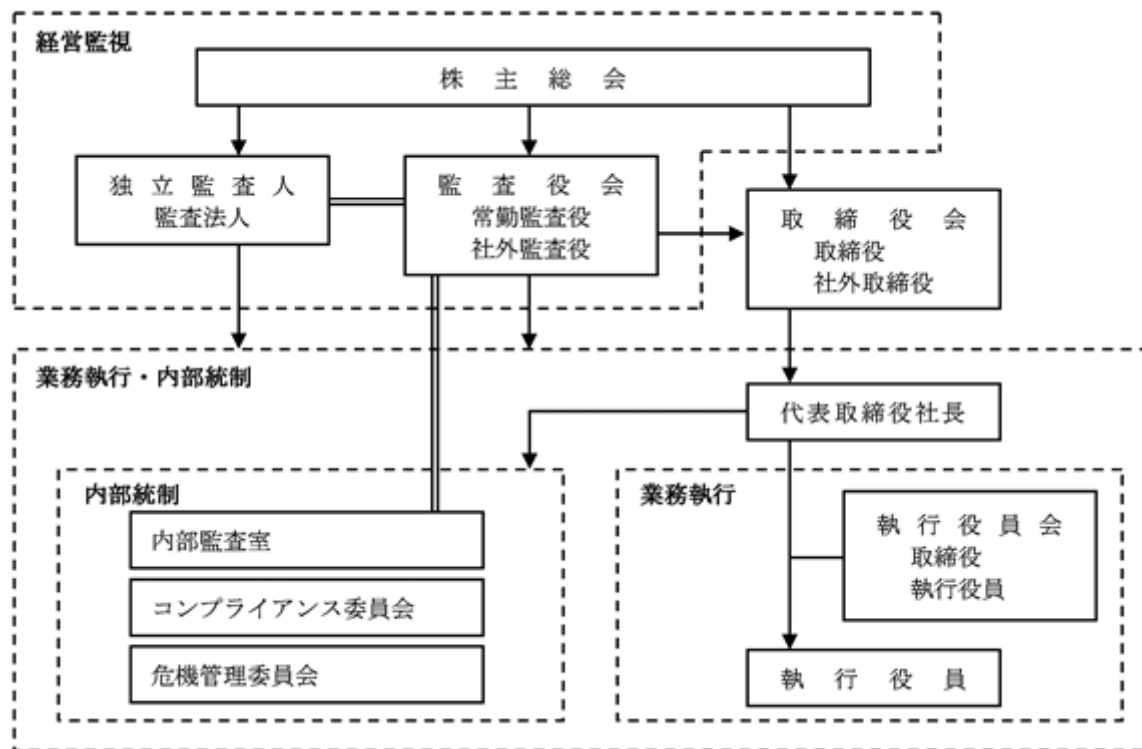 経営監視
株主総会
独立監査人
監査法人
監査役会
常勤監査役
社外監査役
取締役会
取締役
社外取締役
業務執行・内部統制
代表取締役社長
内部統制
内部監査室
コンプライアンス委員会
危機管理委員会
業務執行
執行役員会
取締役
執行役員
執行役員